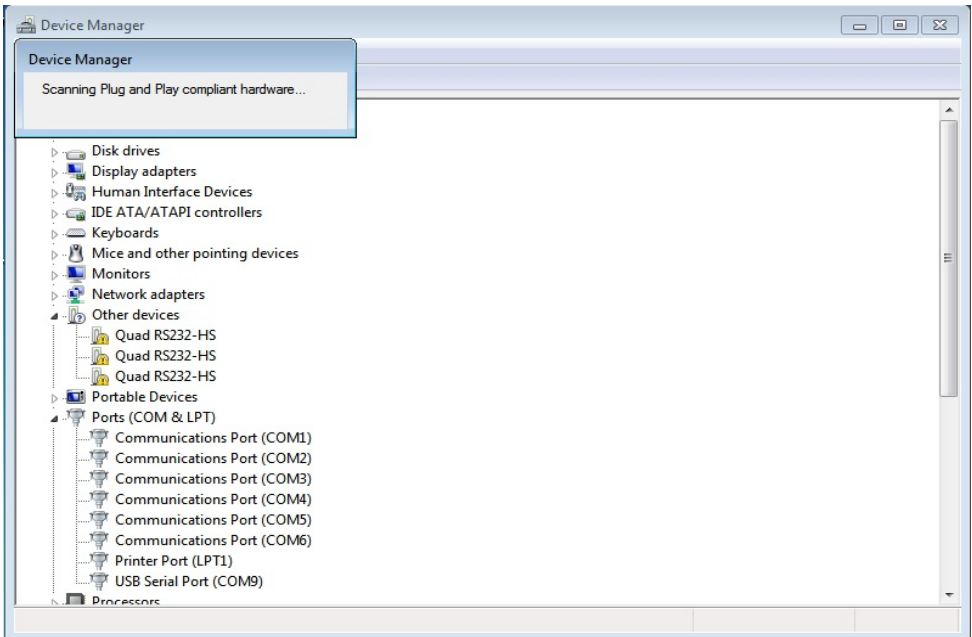 Device Manager
Device Manager
Scanning Plug and Play compliant hardware...
Disk drives
Display adapters
Human Interface Devices
IDE ATA/ATAPI controllers
Keyboards
Mice and other pointing devices
Monitors
Network adapters
Other devices
Quad RS232-HS
Quad RS232-HS
Quad RS232-HS
Portable Devices
Ports (COM & LPT)
Communications Port (COM1)
Communications Port (COM2)
Communications Port (COM3)
Communications Port (COM4)
Communications Port (COM5)
Communications Port (COM6)
Printer Port (LPT1)
USB Serial Port (COM9)
Processors